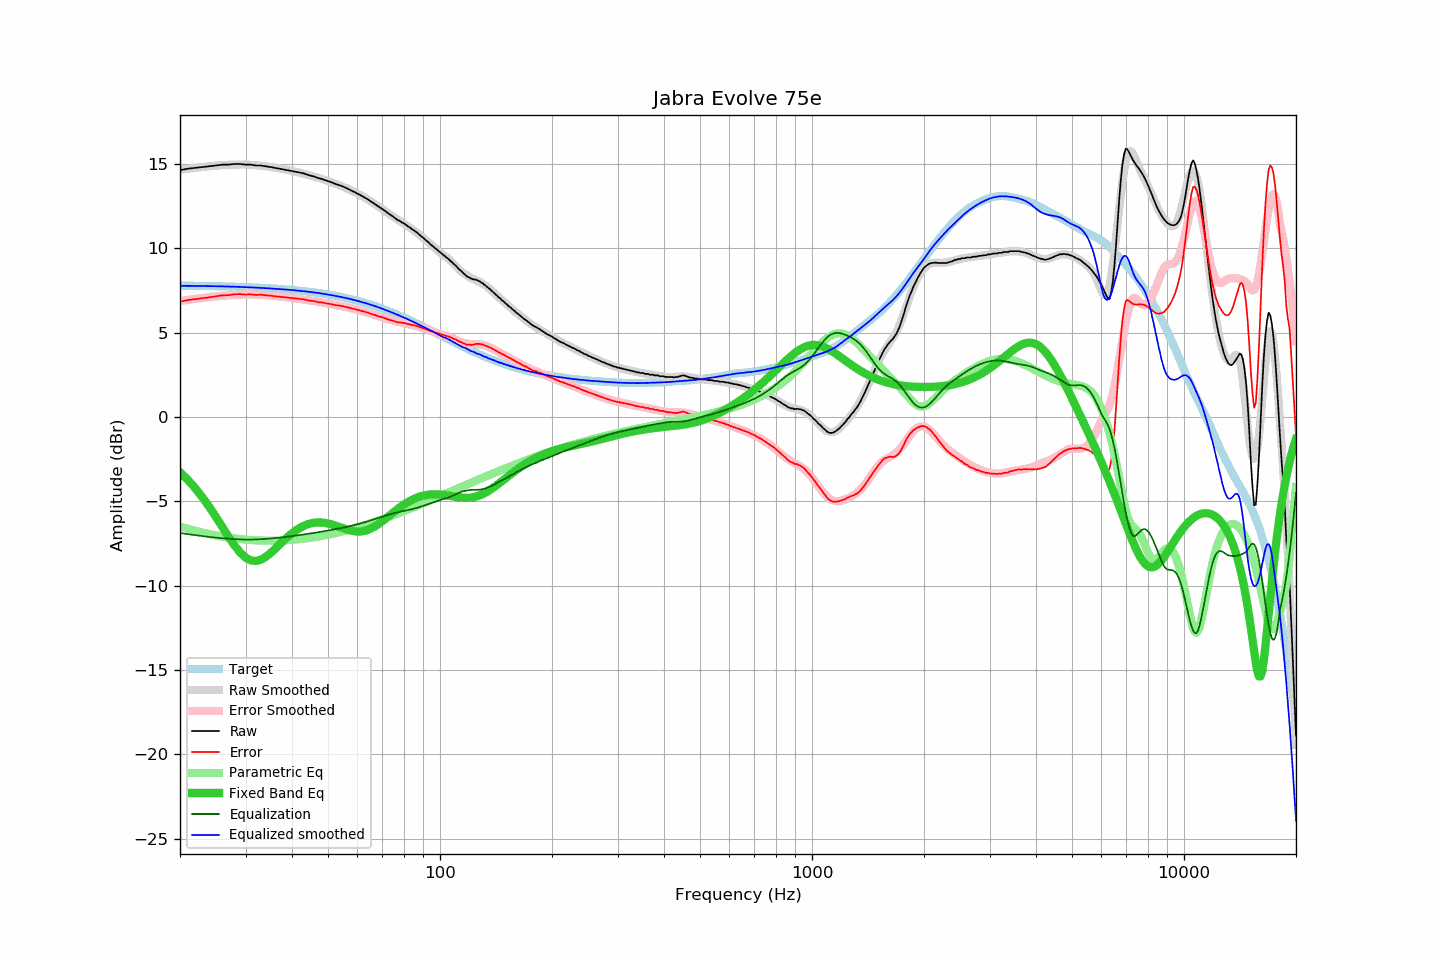 Jabra Evolve 75e
Amplitude (dBr)
15
10
5
0
−5
−10
−15
−20
−25
Target
Raw Smoothed
Error Smoothed
Raw
Error
Parametric Eq
Fixed Band Eq
Equalization
Equalized smoothed
100
1000
10000
Frequency (Hz)